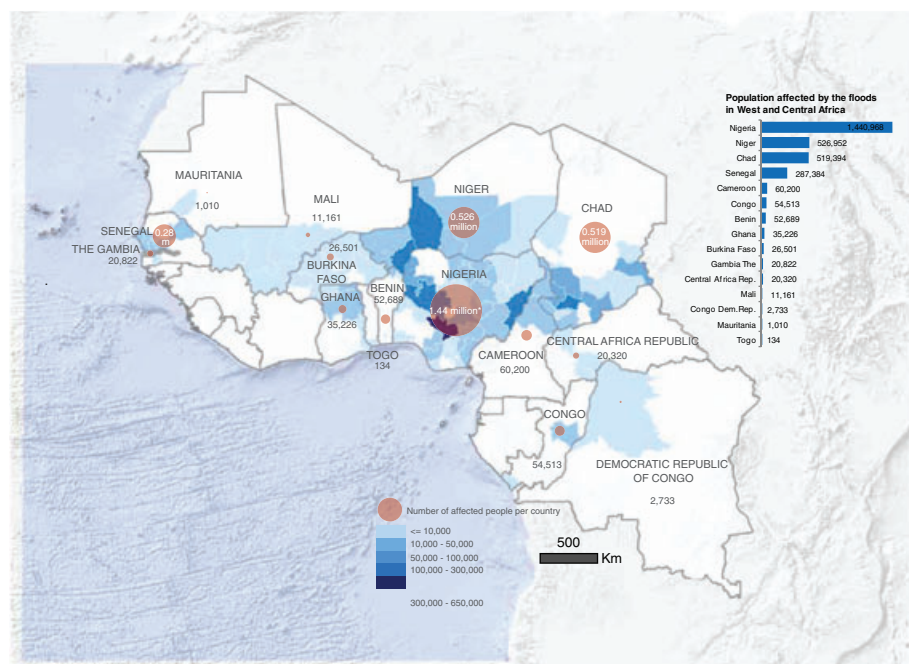 Population affected by the floods
in West and Central Africa
Nigeria 1,440,968
Niger 526,952
Chad 519,394
Senegal 287,384
Cameroon 60,200
Congo 54,513
Benin 52,689
Ghana 35,226
Burkina Faso 26,501
Gambia The 20,822
Central Africa Rep. 20,320
Mali 11,161
Congo Dem.Rep. 2,733
Mauritania 1,010
Togo 134
MAURITANIA
1,010
MALI
11,161
NIGER
0.526
million
CHAD
0.519
million
SENEGAL
0.28
m
THE GAMBIA
20,822
26,501
BURKINA
FASO
NIGERIA
1.44 million*
BENIN
52,689
GHANA
35,226
TOGO
134
CAMEROON
60,200
CENTRAL AFRICA REPUBLIC
20,320
CONGO
54,513
DEMOCRATIC REPUBLIC
OF CONGO
2,733
Number of affected people per country
<= 10,000
10,000 - 50,000
50,000 - 100,000
100,000 - 300,000
300,000 - 650,000
500
Km